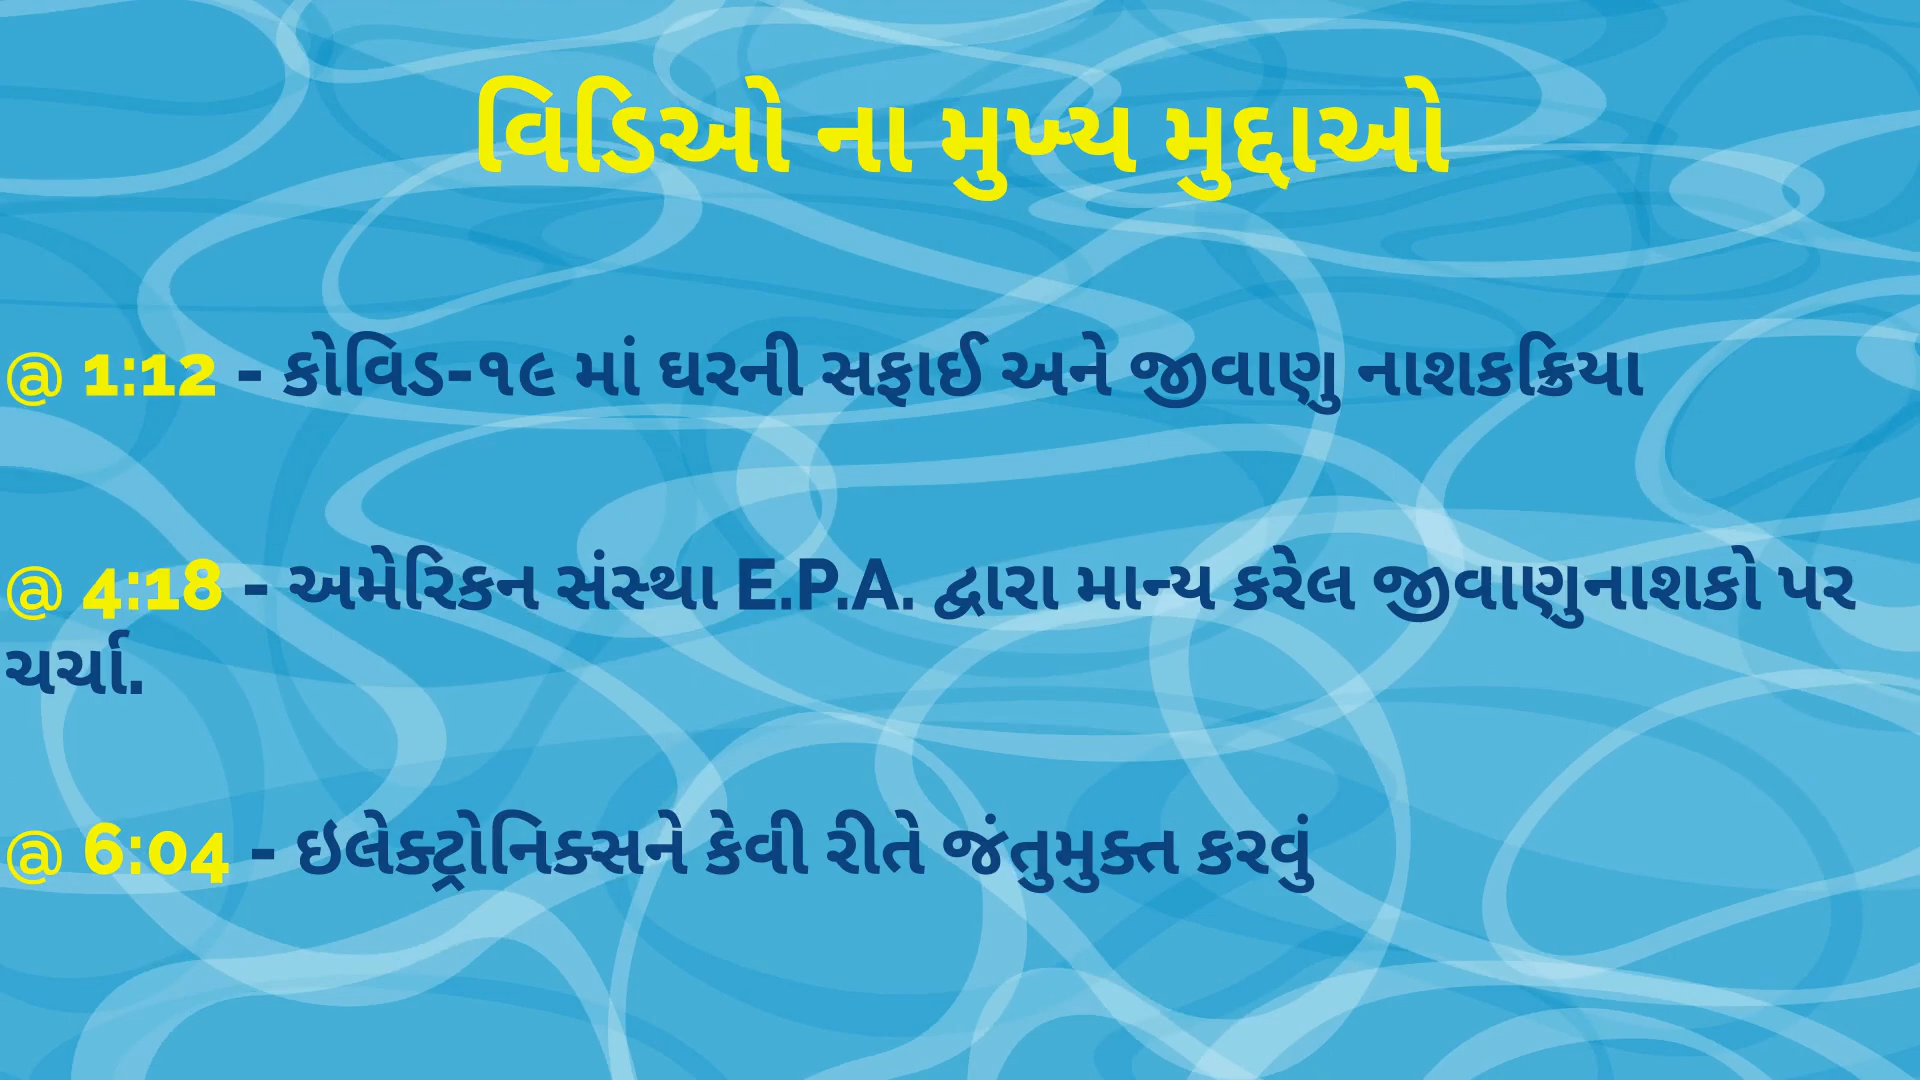 વિડિઓ ના મુખ્ય મુદ્દાઓ
@ 1:12 - કોવિડ-૧૯ માં ઘરની સફાઈ અને જીવાણુ નાશકક્રિયા
@ 4:18 - અમેરિકન સંસ્થા E.P.A. દ્વારા માન્ય કરેલ જીવાણુનાશકો પર
ચર્ચા.
@ 6:04 - ઇલેક્ટ્રોનિક્સને કેવી રીતે જંતુમુક્ત કરવું